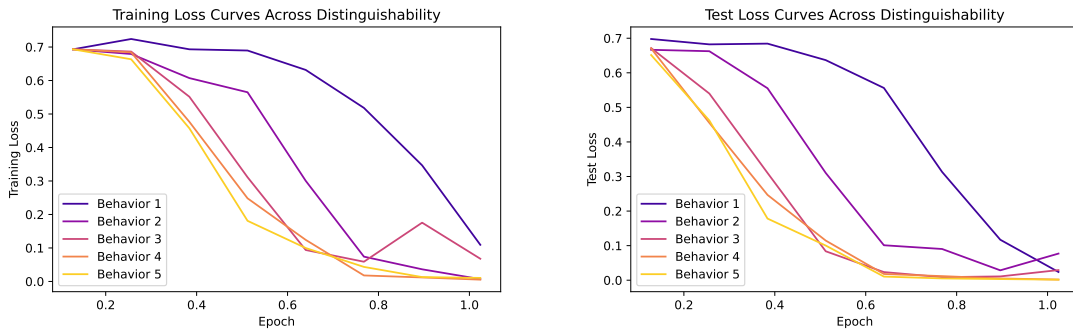 Training Loss Curves Across Distinguishability
Training Loss
0.7
0.6
0.5
0.4
0.3
0.2
0.1
0.0
Behavior 1
Behavior 2
Behavior 3
Behavior 4
Behavior 5
0.2 0.4 0.6 0.8 1.0
Epoch
Test Loss Curves Across Distinguishability
Test Loss
0.7
0.6
0.5
0.4
0.3
0.2
0.1
0.0
Behavior 1
Behavior 2
Behavior 3
Behavior 4
Behavior 5
0.2 0.4 0.6 0.8 1.0
Epoch